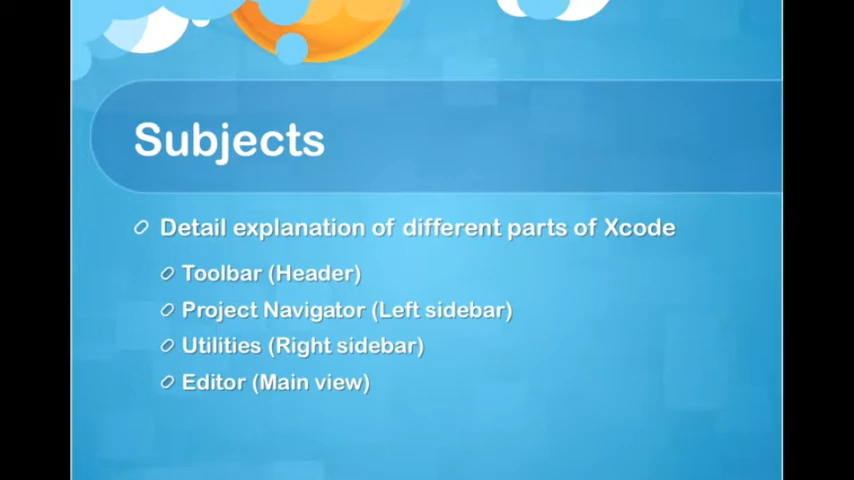 Subjects
Detail explanation of different parts of Xcode
Toolbar (Header)
Project Navigator (Left sidebar)
Utilities (Right sidebar)
Editor (Main view)